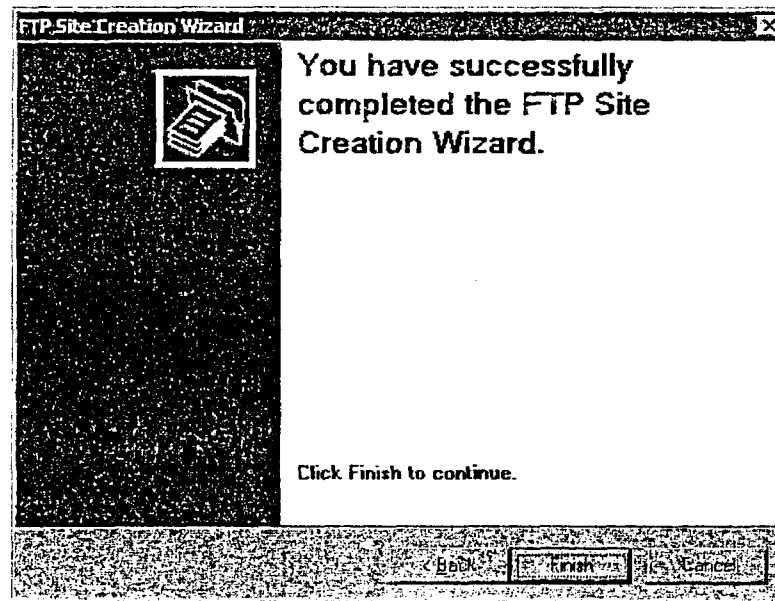 FTP Site Creation Wizard
You have successfully
completed the FTP Site
Creation Wizard.
Click Finish to continue.
< Back Finish Cancel